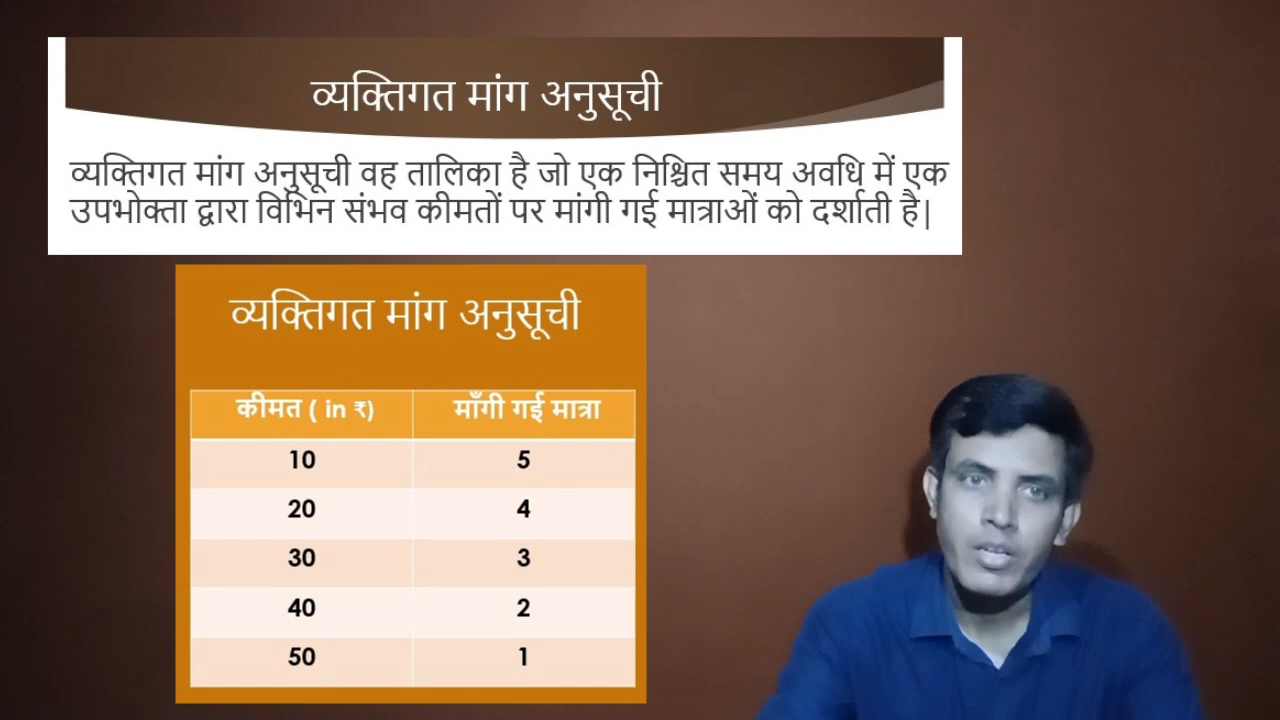 व्यक्तिगत मांग अनुसूची
व्यक्तिगत मांग अनुसूची वह तालिका है जो एक निश्चित समय अवधि में एक
उपभोक्ता द्वारा विभिन संभव कीमतों पर मांगी गई मात्राओं को दर्शाती है|
व्यक्तिगत मांग अनुसूची
कीमत ( in ₹) माँगी गई मात्रा
10 5
20 4
30 3
40 2
50 1